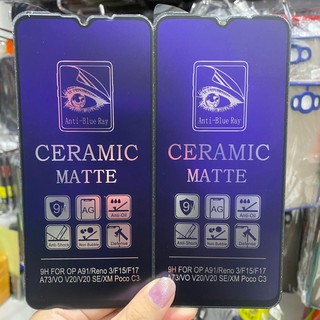 Anti-Blue Ray
CERAMIC
MATTE
9H
AG
Anti-Oil
Anti-Shock
Non-Bubble
Defense
9H FOR OP A91/Reno 3/F15/F17
A73/VO V20/V20 SE/XM Poco C3
Anti-Blue Ray
CERAMIC
MATTE
9H
AG
Anti-Oil
Anti-Shock
Non-Bubble
Defense
9H FOR OP A91/Reno 3/F15/F17
A73/VO V20/V20 SE/XM Poco C3